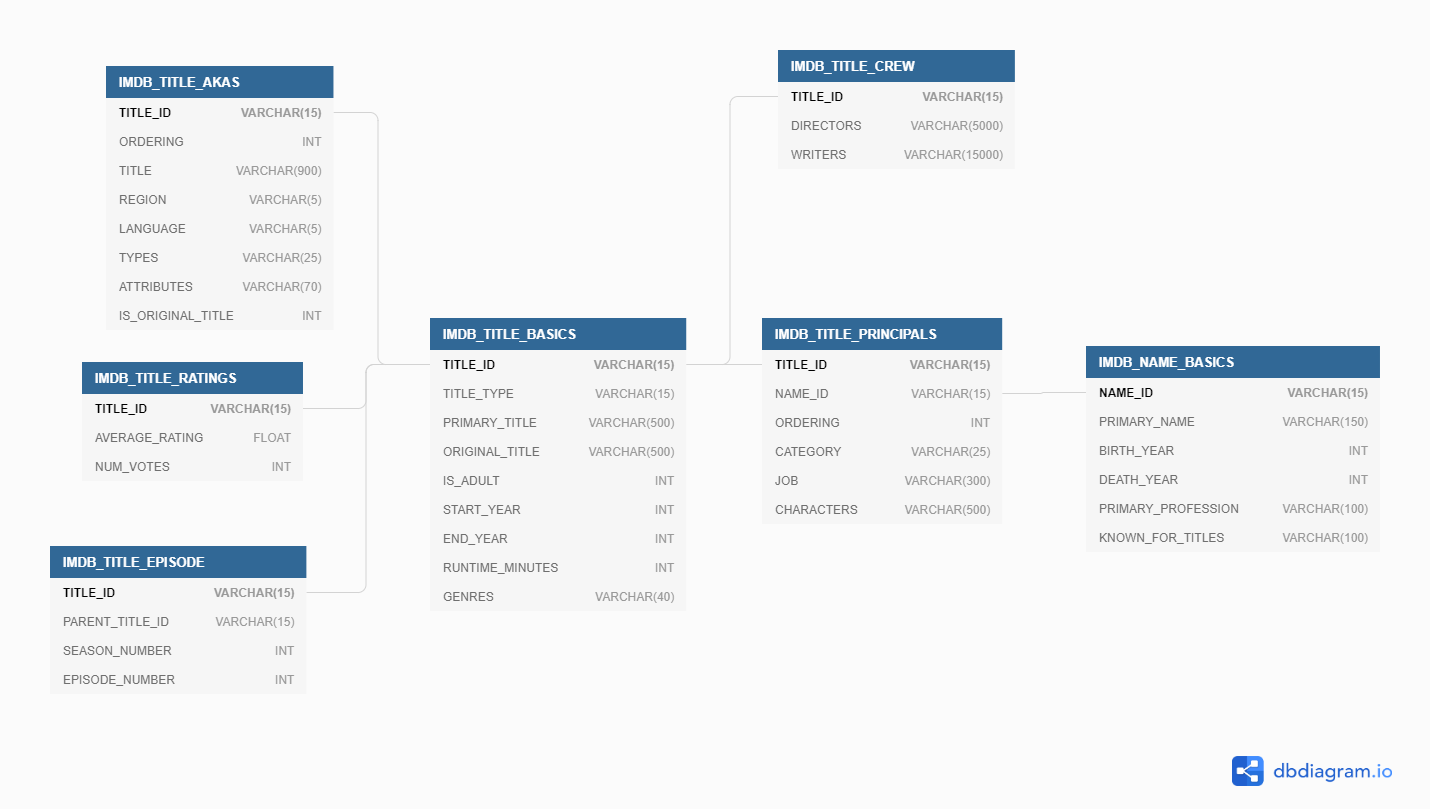 IMDB_TITLE_AKAS
TITLE_ID VARCHAR(15)
ORDERING INT
TITLE VARCHAR(900)
REGION VARCHAR(5)
LANGUAGE VARCHAR(5)
TYPES VARCHAR(25)
ATTRIBUTES VARCHAR(70)
IS_ORIGINAL_TITLE INT
IMDB_TITLE_RATINGS
TITLE_ID VARCHAR(15)
AVERAGE_RATING FLOAT
NUM_VOTES INT
IMDB_TITLE_EPISODE
TITLE_ID VARCHAR(15)
PARENT_TITLE_ID VARCHAR(15)
SEASON_NUMBER INT
EPISODE_NUMBER INT
IMDB_TITLE_BASICS
TITLE_ID VARCHAR(15)
TITLE_TYPE VARCHAR(15)
PRIMARY_TITLE VARCHAR(500)
ORIGINAL_TITLE VARCHAR(500)
IS_ADULT INT
START_YEAR INT
END_YEAR INT
RUNTIME_MINUTES INT
GENRES VARCHAR(40)
IMDB_TITLE_CREW
TITLE_ID VARCHAR(15)
DIRECTORS VARCHAR(5000)
WRITERS VARCHAR(15000)
IMDB_TITLE_PRINCIPALS
TITLE_ID VARCHAR(15)
NAME_ID VARCHAR(15)
ORDERING INT
CATEGORY VARCHAR(25)
JOB VARCHAR(300)
CHARACTERS VARCHAR(500)
IMDB_NAME_BASICS
NAME_ID VARCHAR(15)
PRIMARY_NAME VARCHAR(150)
BIRTH_YEAR INT
DEATH_YEAR INT
PRIMARY_PROFESSION VARCHAR(100)
KNOWN_FOR_TITLES VARCHAR(100)
dbdiagram.io